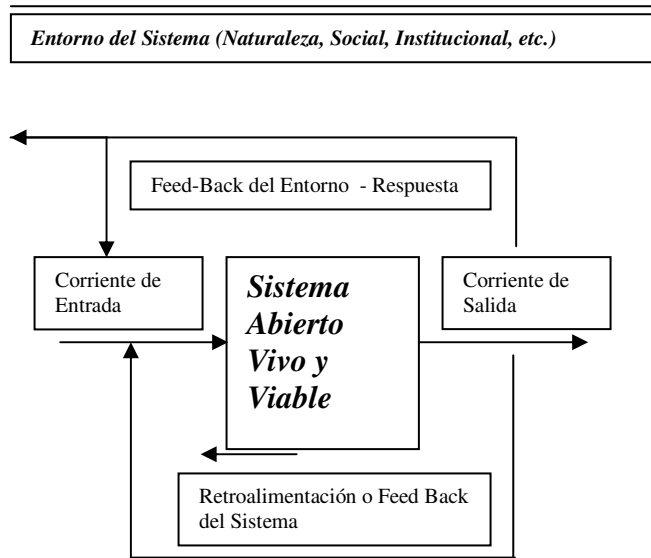 Entorno del Sistema (Naturaleza, Social, Institucional, etc.)
Feed-Back del Entorno - Respuesta
Corriente de
Entrada
Sistema
Abierto
Vivo y
Viable
Corriente de
Salida
Retroalimentación o Feed Back
del Sistema